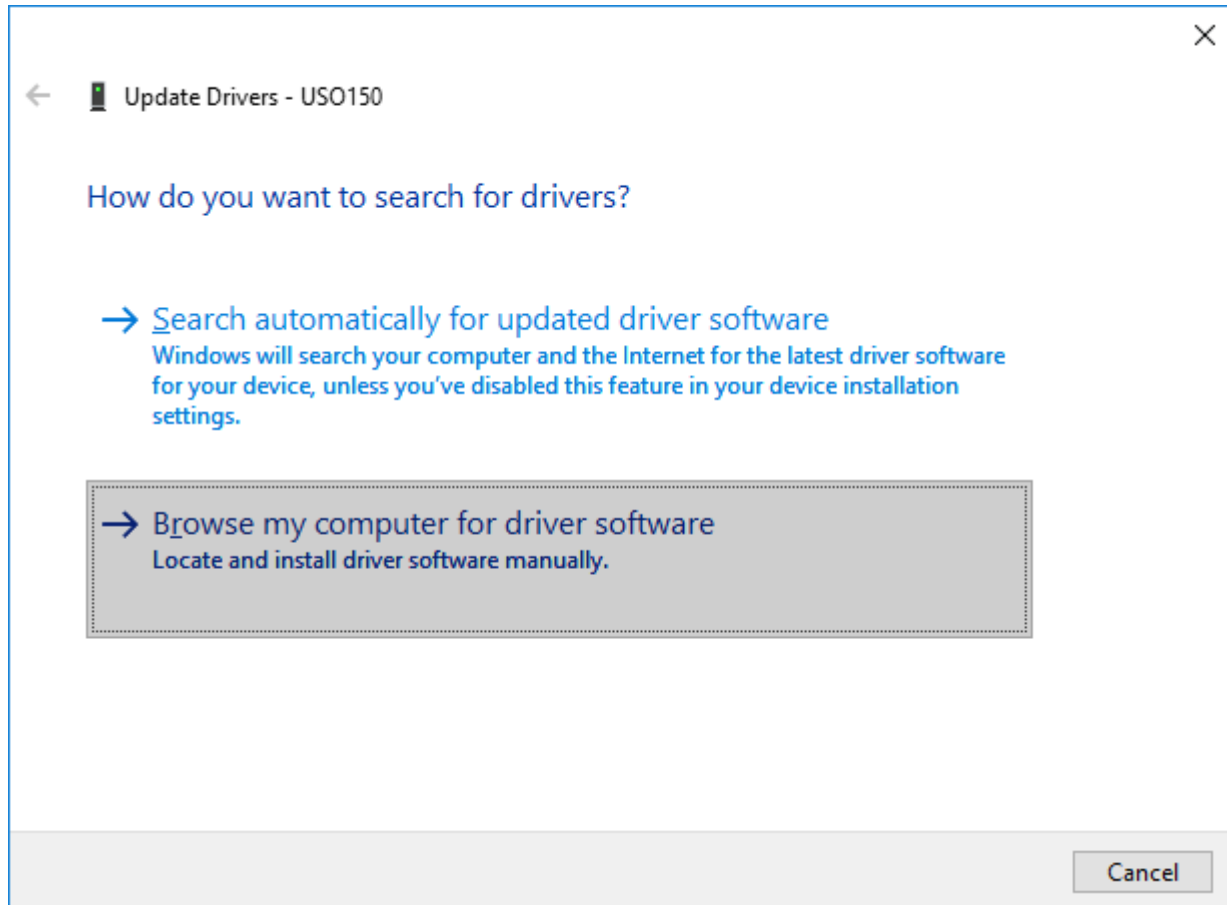 Update Drivers - USO150
How do you want to search for drivers?
Search automatically for updated driver software
Windows will search your computer and the Internet for the latest driver software
for your device, unless you've disabled this feature in your device installation
settings.
Browse my computer for driver software
Locate and install driver software manually.
Cancel